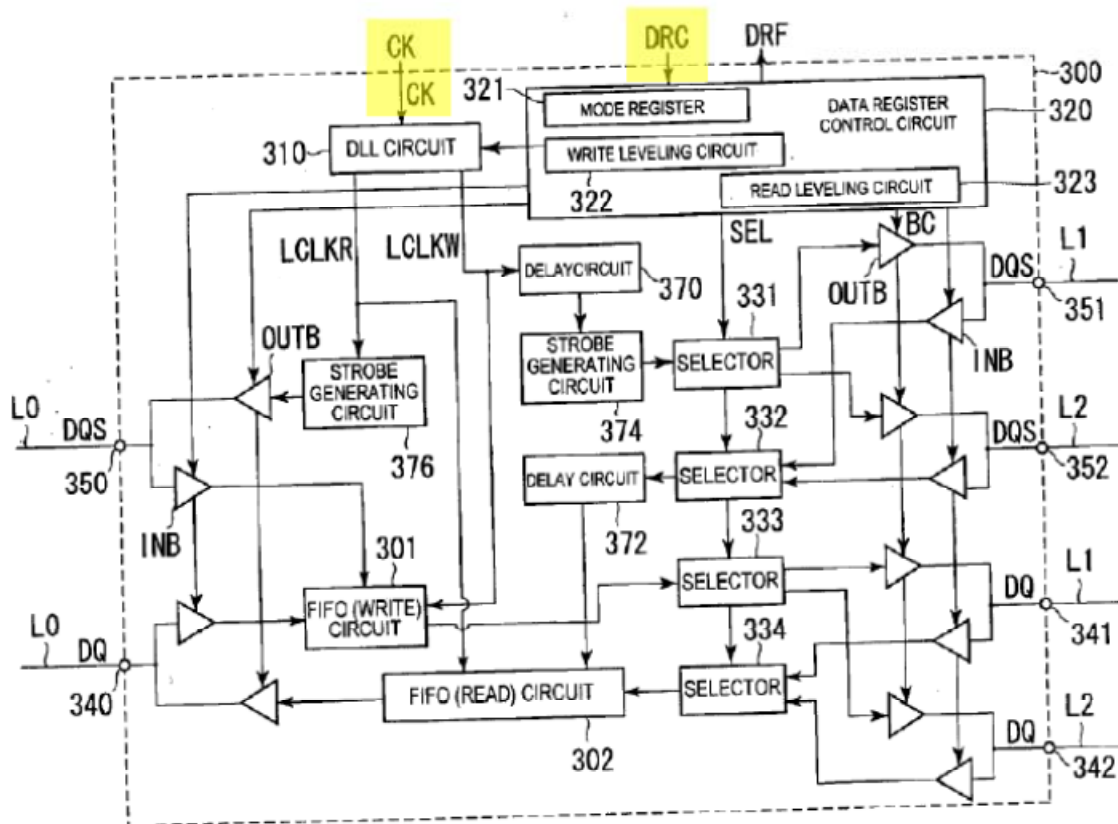 CK
DRC
DRF
300
CK
321
MODE REGISTER
DATA REGISTER
CONTROL CIRCUIT
320
310
DLL CIRCUIT
WRITE LEVELING CIRCUIT
322
READ LEVELING CIRCUIT
323
LCLKR
LCLKW
SEL
BC
DELAYCIRCUIT
370
331
OUTB
DQS
L1
351
OUTB
STROBE
GENERATING
CIRCUIT
STROBE
GENERATING
CIRCUIT
SELECTOR
INB
L0
DQS
350
376
374
332
L2
DQS
352
DELAY CIRCUIT
SELECTOR
INB
301
372
333
FIFO (WRITE)
CIRCUIT
SELECTOR
L1
DQ
341
L0
DQ
340
334
FIFO (READ) CIRCUIT
SELECTOR
302
L2
DQ
342